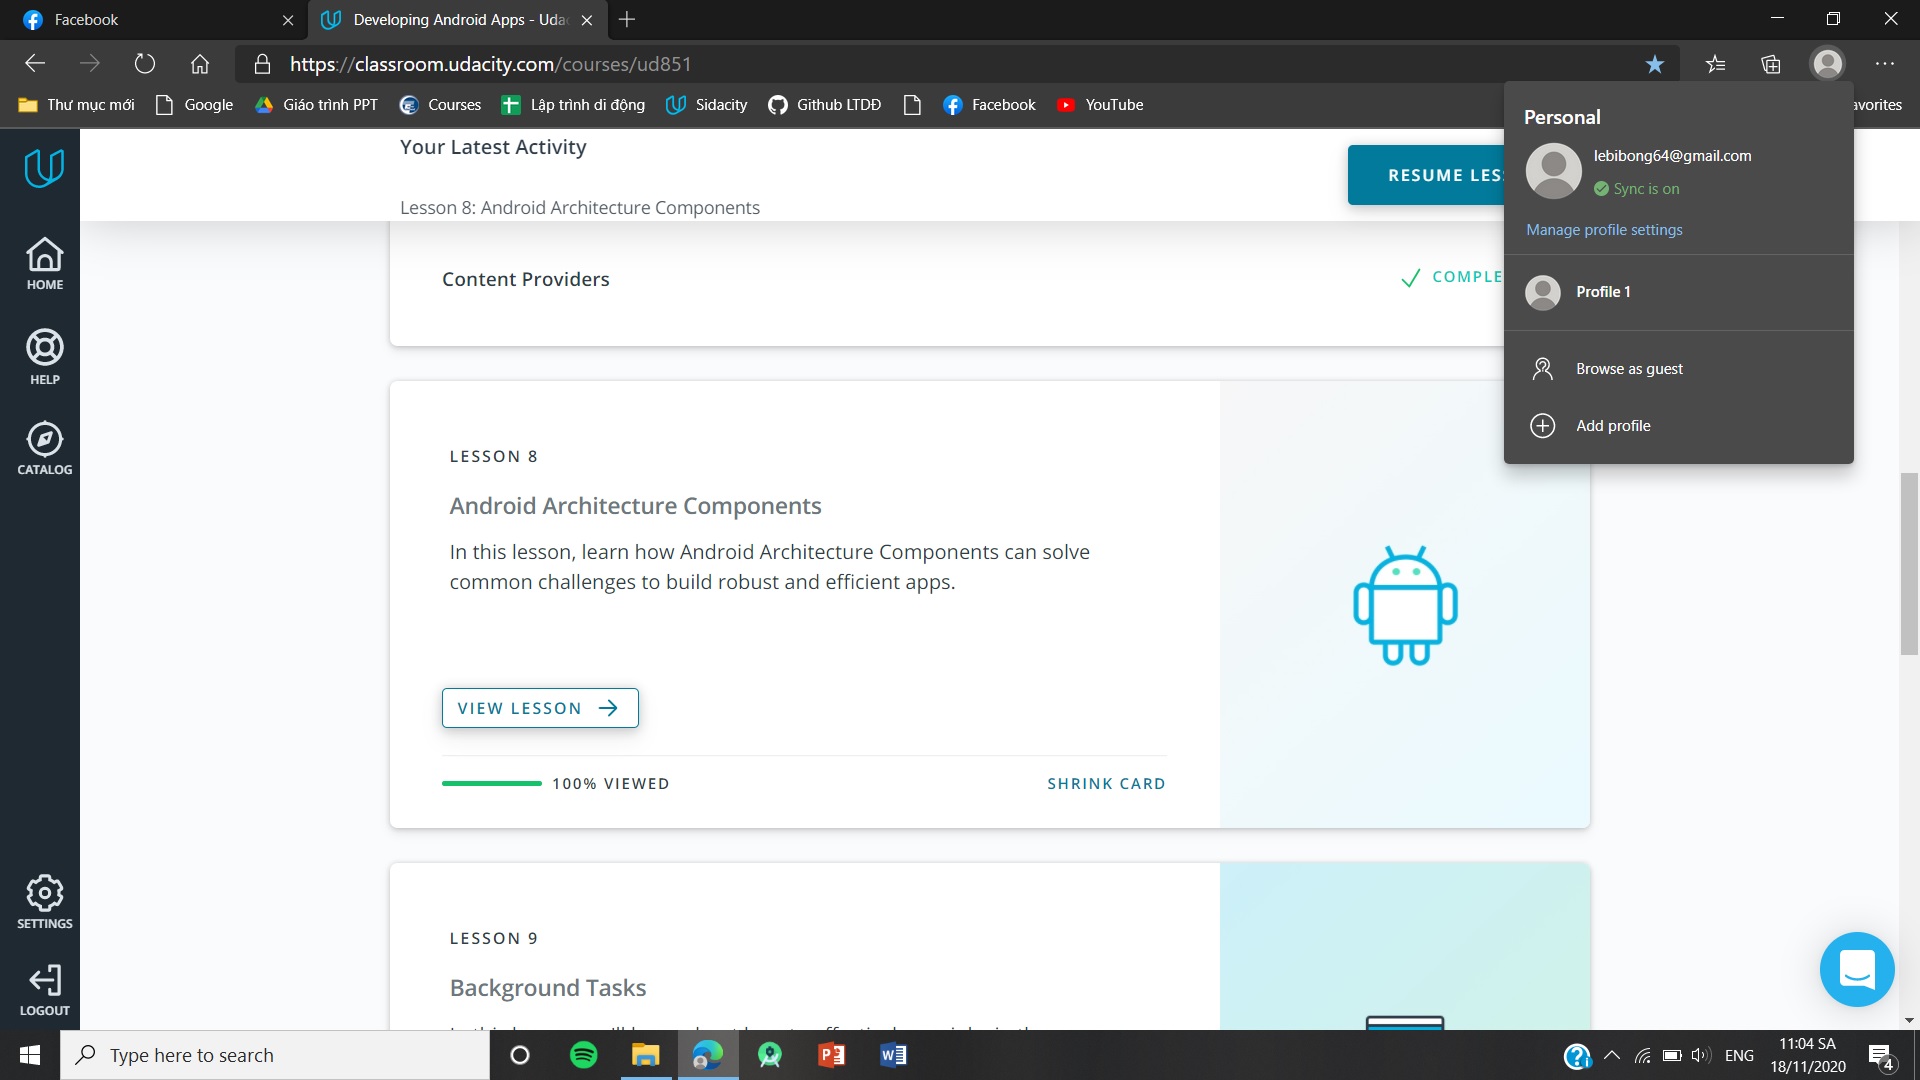 Facebook
Developing Android Apps - Uda
https://classroom.udacity.com/courses/ud851
Thư mục mới
Google
Giáo trình PPT
Courses
Lập trình di động
Sidacity
Github LTDĐ
Facebook
YouTube
avorites
Personal
lebibong64@gmail.com
Sync is on
Manage profile settings
Profile 1
Browse as guest
Add profile
HOME
HELP
CATALOG
SETTINGS
LOGOUT
Your Latest Activity
Lesson 8: Android Architecture Components
RESUME LES
Content Providers
COMPLE
LESSON 8
Android Architecture Components
In this lesson, learn how Android Architecture Components can solve
common challenges to build robust and efficient apps.
VIEW LESSON
100% VIEWED
SHRINK CARD
LESSON 9
Background Tasks
Type here to search
ENG
11:04 SA
18/11/2020
4